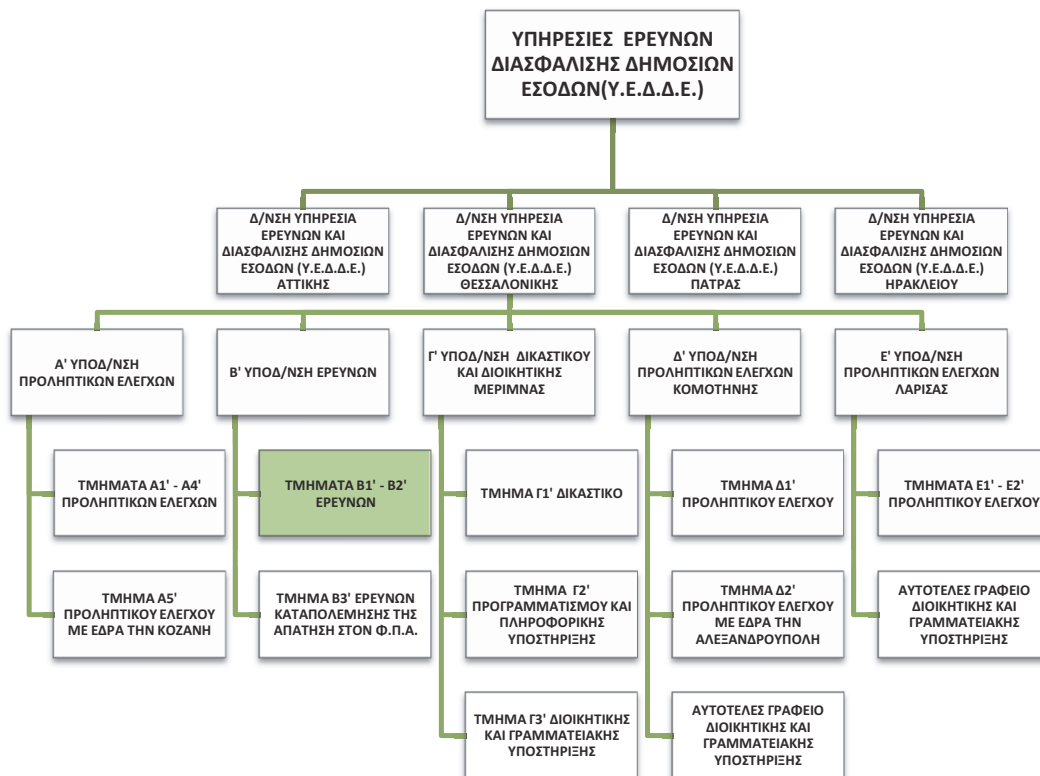 ΥΠΗΡΕΣΙΕΣ ΕΡΕΥΝΩΝ
ΔΙΑΣΦΑΛΙΣΗΣ ΔΗΜΟΣΙΩΝ
ΕΣΟΔΩΝ(Υ.Ε.Δ.Δ.Ε.)
Δ/ΝΣΗ ΥΠΗΡΕΣΙΑ
ΕΡΕΥΝΩΝ ΚΑΙ
ΔΙΑΣΦΑΛΙΣΗΣ ΔΗΜΟΣΙΩΝ
ΕΣΟΔΩΝ (Υ.Ε.Δ.Δ.Ε.)
ΑΤΤΙΚΗΣ
Δ/ΝΣΗ ΥΠΗΡΕΣΙΑ
ΕΡΕΥΝΩΝ ΚΑΙ
ΔΙΑΣΦΑΛΙΣΗΣ ΔΗΜΟΣΙΩΝ
ΕΣΟΔΩΝ (Υ.Ε.Δ.Δ.Ε.)
ΘΕΣΣΑΛΟΝΙΚΗΣ
Δ/ΝΣΗ ΥΠΗΡΕΣΙΑ
ΕΡΕΥΝΩΝ ΚΑΙ
ΔΙΑΣΦΑΛΙΣΗΣ ΔΗΜΟΣΙΩΝ
ΕΣΟΔΩΝ (Υ.Ε.Δ.Δ.Ε.)
ΠΑΤΡΑΣ
Δ/ΝΣΗ ΥΠΗΡΕΣΙΑ
ΕΡΕΥΝΩΝ ΚΑΙ
ΔΙΑΣΦΑΛΙΣΗΣ ΔΗΜΟΣΙΩΝ
ΕΣΟΔΩΝ (Υ.Ε.Δ.Δ.Ε.)
ΗΡΑΚΛΕΙΟΥ
Α' ΥΠΟΔ/ΝΣΗ
ΠΡΟΛΗΠΤΙΚΩΝ ΕΛΕΓΧΩΝ
Β' ΥΠΟΔ/ΝΣΗ ΕΡΕΥΝΩΝ
Γ' ΥΠΟΔ/ΝΣΗ ΔΙΚΑΣΤΙΚΟΥ
ΚΑΙ ΔΙΟΙΚΗΤΙΚΗΣ
ΜΕΡΙΜΝΑΣ
Δ' ΥΠΟΔ/ΝΣΗ
ΠΡΟΛΗΠΤΙΚΩΝ ΕΛΕΓΧΩΝ
ΚΟΜΟΤΗΝΗΣ
Ε' ΥΠΟΔ/ΝΣΗ
ΠΡΟΛΗΠΤΙΚΩΝ ΕΛΕΓΧΩΝ
ΛΑΡΙΣΑΣ
ΤΜΗΜΑΤΑ Α1' - Α4'
ΠΡΟΛΗΠΤΙΚΩΝ ΕΛΕΓΧΩΝ
ΤΜΗΜΑΤΑ Β1' - Β2'
ΕΡΕΥΝΩΝ
ΤΜΗΜΑ Γ1' ΔΙΚΑΣΤΙΚΟ
ΤΜΗΜΑ Δ1'
ΠΡΟΛΗΠΤΙΚΟΥ ΕΛΕΓΧΟΥ
ΤΜΗΜΑΤΑ Ε1' - Ε2'
ΠΡΟΛΗΠΤΙΚΟΥ ΕΛΕΓΧΟΥ
ΤΜΗΜΑ Α5'
ΠΡΟΛΗΠΤΙΚΟΥ ΕΛΕΓΧΟΥ
ΜΕ ΕΔΡΑ ΤΗΝ ΚΟΖΑΝΗ
ΤΜΗΜΑ Β3' ΕΡΕΥΝΩΝ
ΚΑΤΑΠΟΛΕΜΗΣΗΣ ΤΗΣ
ΑΠΑΤΗΣΗ ΣΤΟΝ Φ.Π.Α.
ΤΜΗΜΑ Γ2'
ΠΡΟΓΡΑΜΜΑΤΙΣΜΟΥ ΚΑΙ
ΠΛΗΡΟΦΟΡΙΚΗΣ
ΥΠΟΣΤΗΡΙΞΗΣ
ΤΜΗΜΑ Δ2'
ΠΡΟΛΗΠΤΙΚΟΥ ΕΛΕΓΧΟΥ
ΜΕ ΕΔΡΑ ΤΗΝ
ΑΛΕΞΑΝΔΡΟΥΠΟΛΗ
ΑΥΤΟΤΕΛΕΣ ΓΡΑΦΕΙΟ
ΔΙΟΙΚΗΤΙΚΗΣ ΚΑΙ
ΓΡΑΜΜΑΤΕΙΑΚΗΣ
ΥΠΟΣΤΗΡΙΞΗΣ
ΤΜΗΜΑ Γ3' ΔΙΟΙΚΗΤΙΚΗΣ
ΚΑΙ ΓΡΑΜΜΑΤΕΙΑΚΗΣ
ΥΠΟΣΤΗΡΙΞΗΣ
ΑΥΤΟΤΕΛΕΣ ΓΡΑΦΕΙΟ
ΔΙΟΙΚΗΤΙΚΗΣ ΚΑΙ
ΓΡΑΜΜΑΤΕΙΑΚΗΣ
ΥΠΟΣΤΗΡΙΞΗΣ